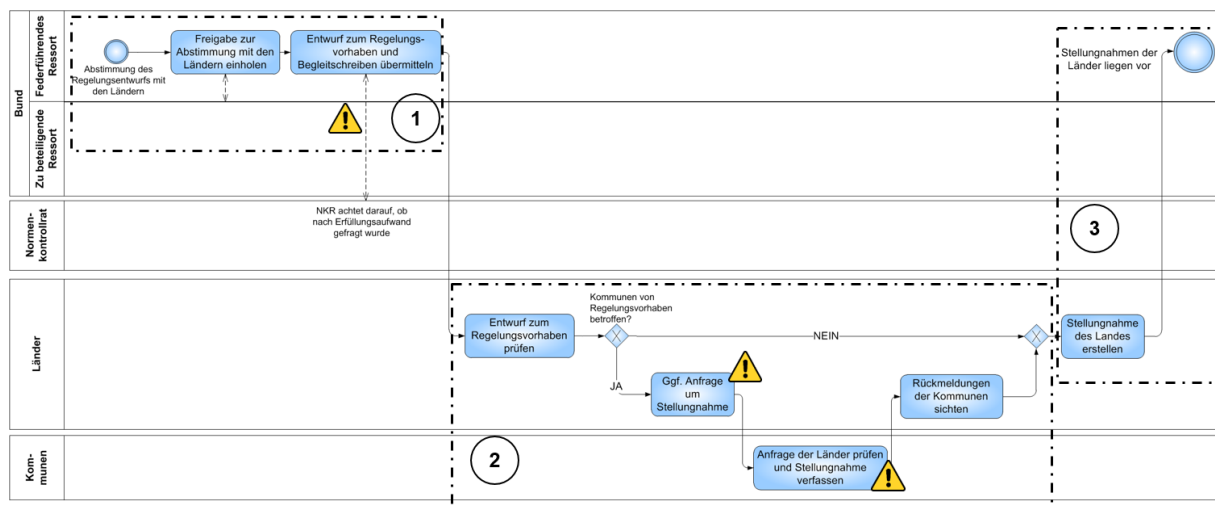 Bund
Federführendes
Ressort
Abstimmung des
Regelungsentwurfs mit
den Ländern
Freigabe zur
Abstimmung mit den
Ländern einholen
Entwurf zum Regelungs-
vorhaben und
Begleitschreiben übermitteln
Stellungnahmen der
Länder liegen vor
Zu beteiligende
Ressort
1
Normen-
kontrollrat
NKR achtet darauf, ob
nach Erfüllungsaufwand
gefragt wurde
3
Länder
Entwurf zum
Regelungsvorhaben
prüfen
Kommunen von
Regelungsvorhaben
betroffen?
NEIN
JA
Ggf. Anfrage
um
Stellungnahme
Rückmeldungen
der Kommunen
sichten
Stellungnahme
des Landes
erstellen
Kom-
munen
2
Anfrage der Länder prüfen
und Stellungnahme
verfassen